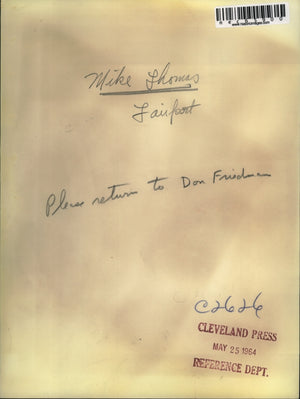 Mike Thomas
Fairport
Please return to Don Friedman
C2626
CLEVELAND PRESS
MAY 25 1964
REFERENCE DEPT.